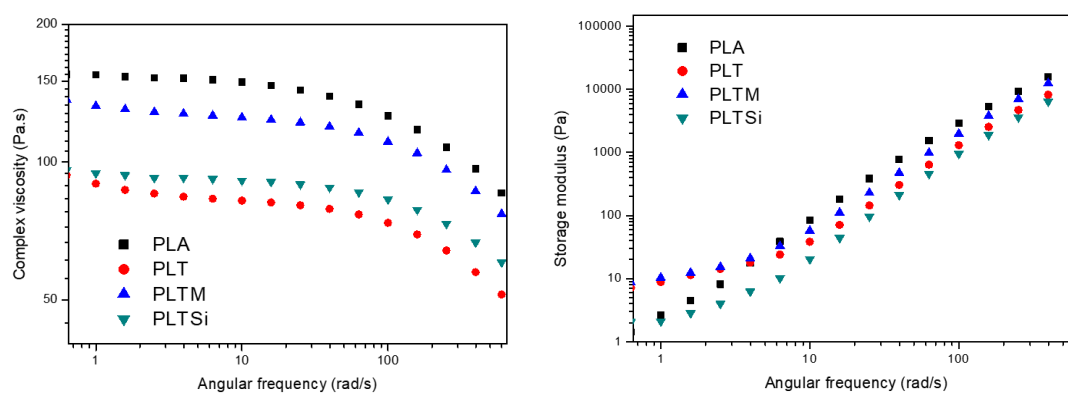 200
150
100
50
Complex viscosity (Pa.s)
PLA
PLT
PLTM
PLTSi
1
10
100
Angular frequency (rad/s)
100000
10000
1000
100
10
1
Storage modulus (Pa)
PLA
PLT
PLTM
PLTSi
1
10
100
Angular frequency (rad/s)